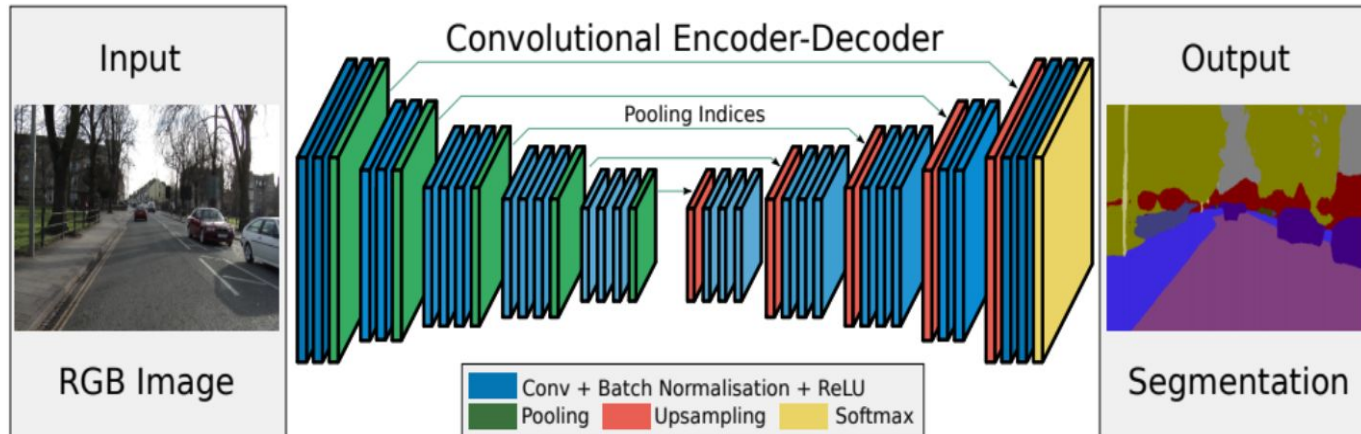 Input
RGB Image
Convolutional Encoder-Decoder
Pooling Indices
Conv + Batch Normalisation + ReLU
Pooling Upsampling Softmax
Output
Segmentation